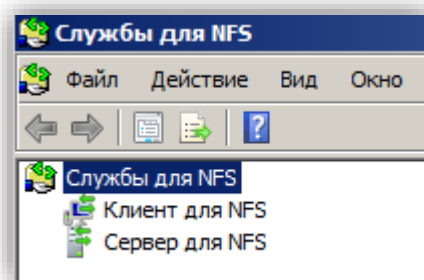 Службы для NFS
Файл Действие Вид Окно
Службы для NFS
Клиент для NFS
Сервер для NFS